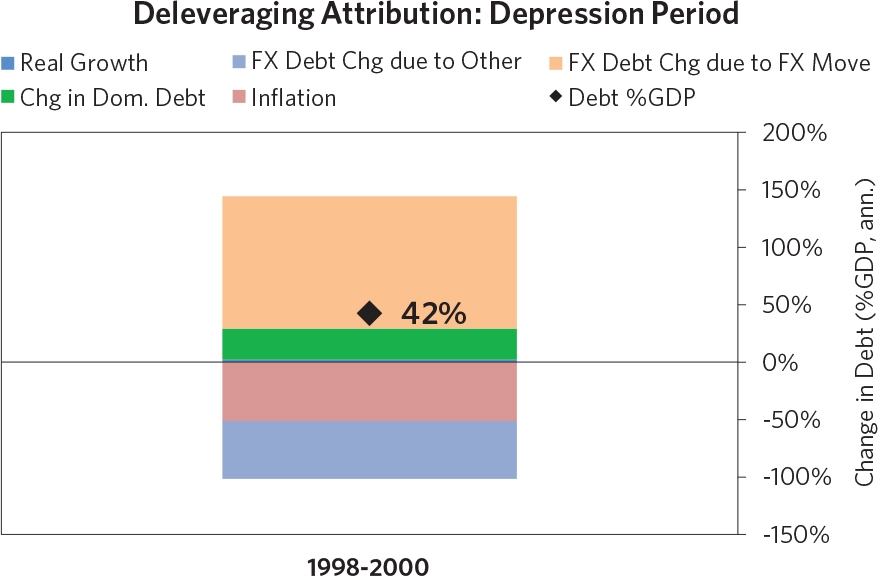 Deleveraging Attribution: Depression Period
Real Growth FX Debt Chg due to Other FX Debt Chg due to FX Move
Chg in Dom. Debt Inflation Debt %GDP
200%
150%
100%
50%
42%
0%
-50%
-100%
-150%
Change in Debt (%GDP, ann.)
1998-2000